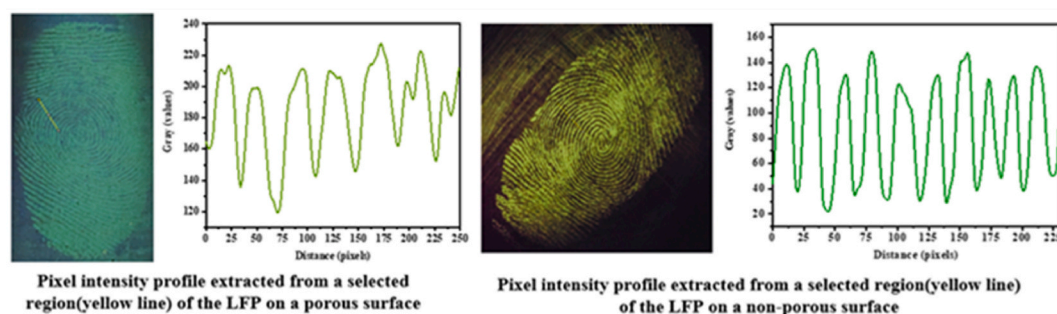 240
220
200
180
160
140
120
Gray (values)
0 25 50 75 100 125 150 175 200 225 250
Distance (pixels)
160
140
120
100
80
60
40
20
Gray (values)
0 25 50 75 100 125 150 175 200 225
Distance (pixels)
Pixel intensity profile extracted from a selected
region(yellow line) of the LFP on a porous surface
Pixel intensity profile extracted from a selected region(yellow line)
of the LFP on a non-porous surface